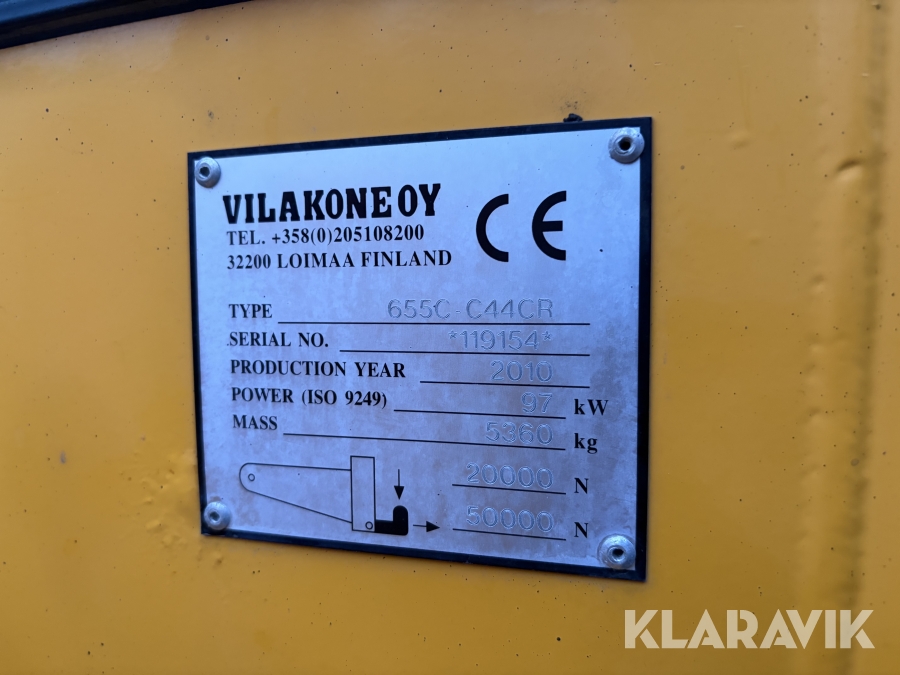 VILAKONE OY
TEL. +358(0)205108200
32200 LOIMAA FINLAND
CE
TYPE 655C-C44CR
SERIAL NO. *119154*
PRODUCTION YEAR 2010
POWER (ISO 9249) 97 kW
MASS 5360 kg
20000 N
50000 N
KLARAVIK